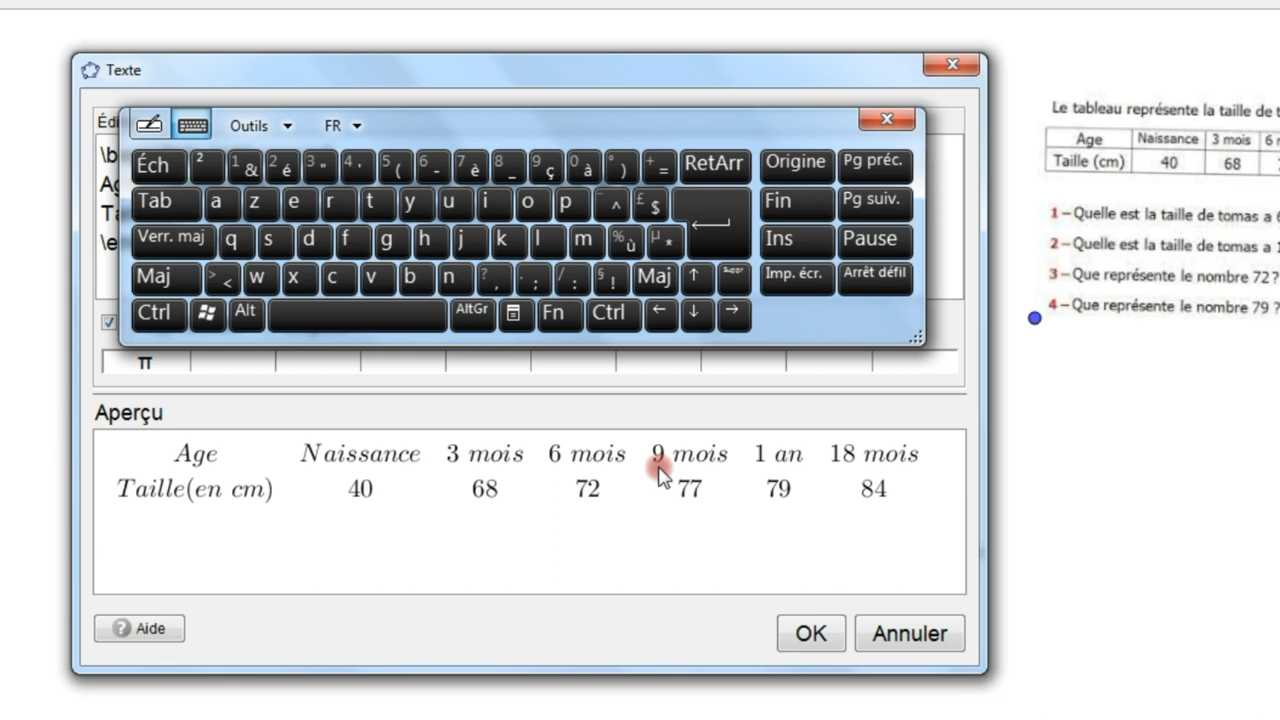 Texte
Outils FR
Éch 2 1 & 2 é 3 " 4 ' 5 ( 6 - 7 è 8 _ 9 ç 0 à ° ) + = RetArr Origine Pg préc.
Tab a z e r t y u i o p ¨ ^ £ $ Fin Pg suiv.
Verr. maj q s d f g h j k l m % ù µ * Ins Pause
Maj > < w x c v b n ? , . ; / : § ! Maj ↑ Imp. écr. Arrêt défil
Ctrl Alt AltGr Fn Ctrl ← ↓ →
π
Aperçu
Age Naissance 3 mois 6 mois 9 mois 1 an 18 mois
Taille(en cm) 40 68 72 77 79 84
Aide
OK Annuler
Le tableau représente la taille de
Age Naissance 3 mois 6
Taille (cm) 40 68
1 – Quelle est la taille de tomas a
2 – Quelle est la taille de tomas a
3 – Que représente le nombre 72 ?
4 – Que représente le nombre 79 ?